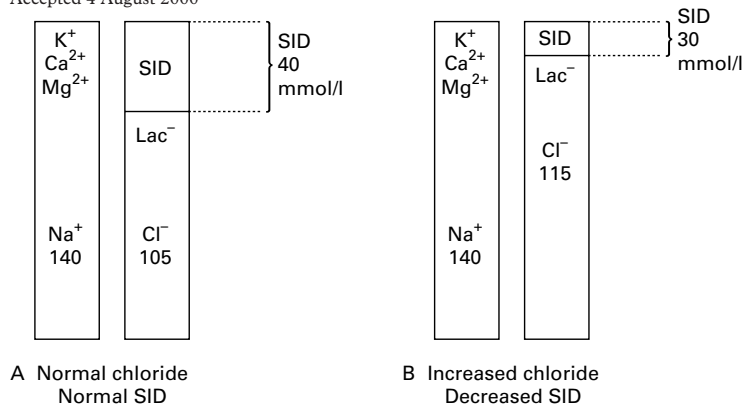 Accepted 4 August 2006
K+
Ca2+
Mg2+
Na+
140
SID
Lac–
Cl–
105
SID
40
mmol/l
A Normal chloride
Normal SID
K+
Ca2+
Mg2+
Na+
140
SID
Lac–
Cl–
115
SID
30
mmol/l
B Increased chloride
Decreased SID